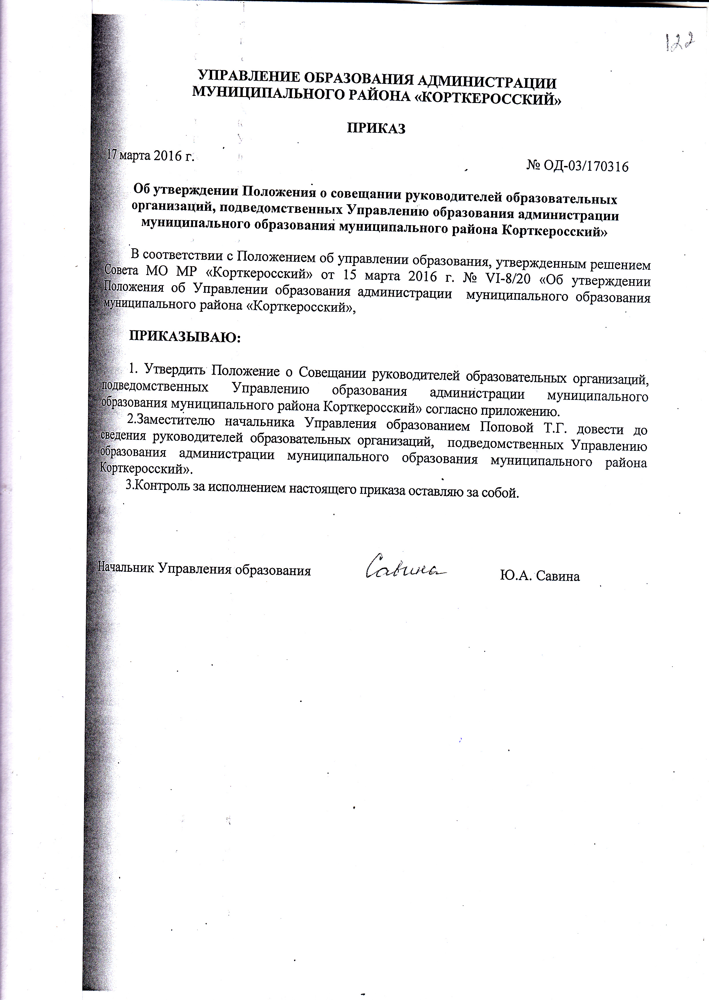 122
УПРАВЛЕНИЕ ОБРАЗОВАНИЯ АДМИНИСТРАЦИИ
МУНИЦИПАЛЬНОГО РАЙОНА «КОРТКЕРОССКИЙ»
ПРИКАЗ
17 марта 2016 г.
№ ОД-03/170316
Об утверждении Положения о совещании руководителей образовательных
организаций, подведомственных Управлению образования администрации
муниципального образования муниципального района Корткеросский»
В соответствии с Положением об управлении образования, утвержденным решением
Совета МО МР «Корткеросский» от 15 марта 2016 г. № VI-8/20 «Об утверждении
Положения об Управлении образования администрации муниципального образования
муниципального района «Корткеросский»,
ПРИКАЗЫВАЮ:
1. Утвердить Положение о Совещании руководителей образовательных организаций,
подведомственных Управлению образования администрации муниципального
образования муниципального района Корткеросский» согласно приложению.
2.Заместителю начальника Управления образованием Поповой Т.Г. довести до
сведения руководителей образовательных организаций, подведомственных Управлению
образования администрации муниципального образования муниципального района
Корткеросский».
3.Контроль за исполнением настоящего приказа оставляю за собой.
Начальник Управления образования Савина Ю.А. Савина